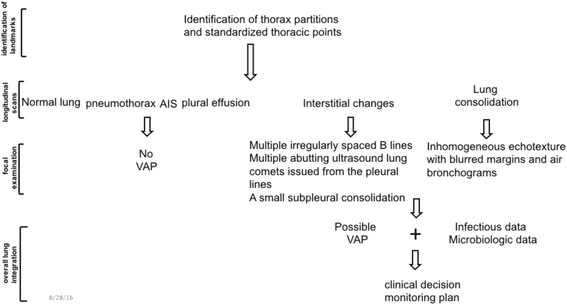 identification of
landmarks
Identification of thorax partitions
and standardized thoracic points
longitudinal
scans
Normal lung pneumothorax AIS plural effusion
Interstitial changes
Lung
consolidation
focal
examination
No
VAP
Multiple irregularly spaced B lines
Multiple abutting ultrasound lung
comets issued from the pleural
lines
A small subpleural consolidation
Inhomogeneous echotexture
with blurred margins and air
bronchograms
overall lung
integration
Possible
VAP
+
Infectious data
Microbiologic data
clinical decision
monitoring plan
8/28/16